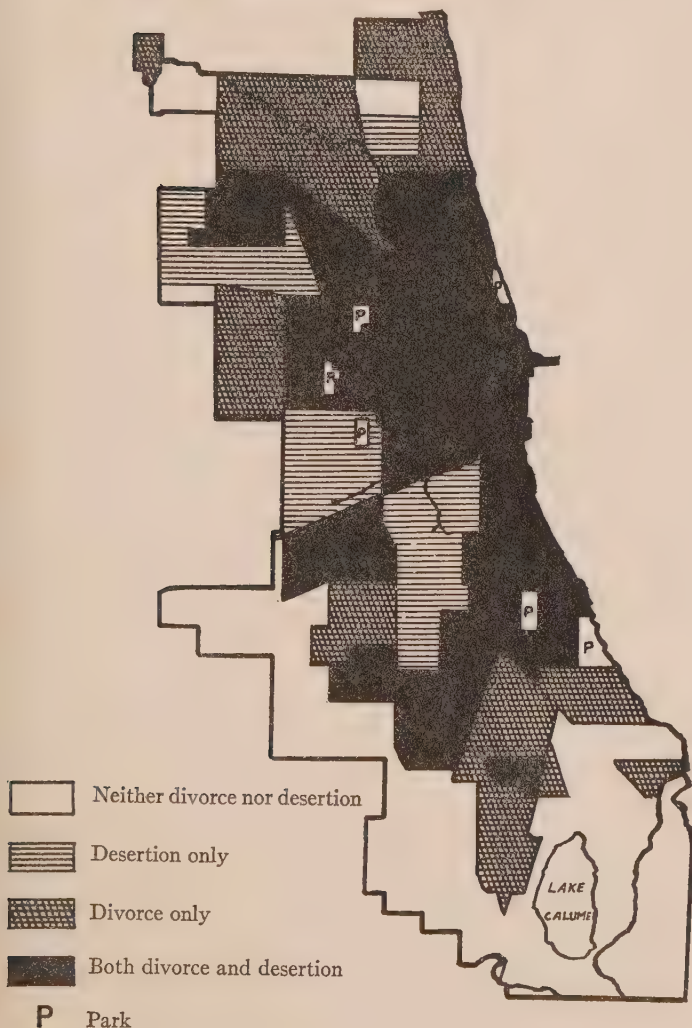 P
P
P
P
P
P
LAKE
CALUME
Neither divorce nor desertion
Desertion only
Divorce only
Both divorce and desertion
P Park